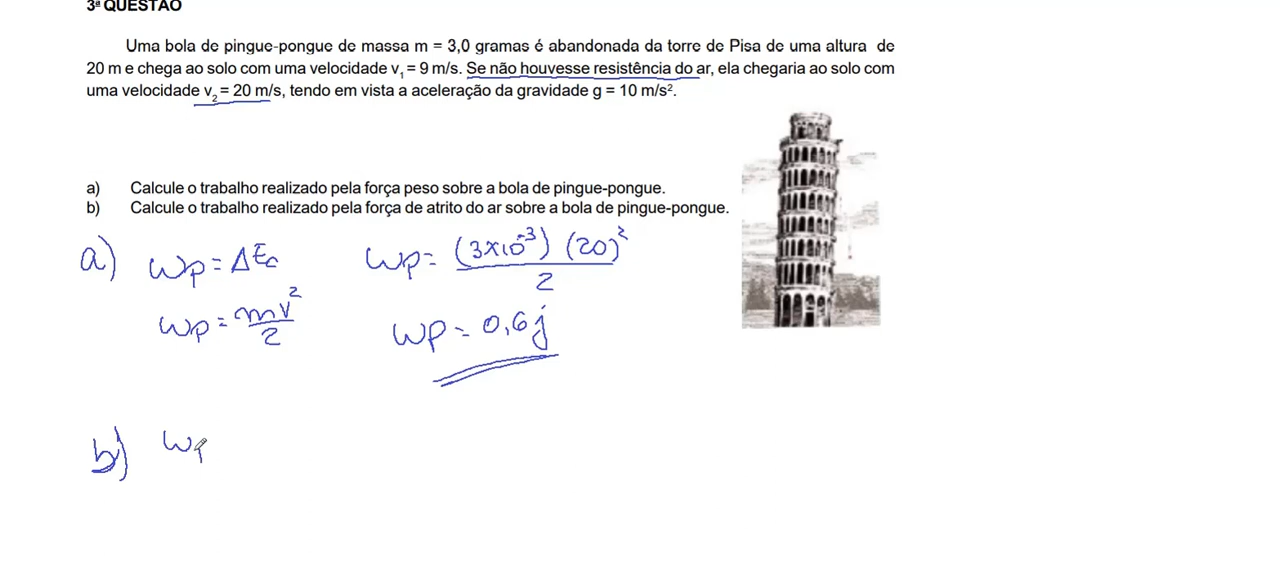 3ª QUESTÃO
Uma bola de pingue-pongue de massa m = 3,0 gramas é abandonada da torre de Pisa de uma altura de
20 m e chega ao solo com uma velocidade v₁ = 9 m/s. Se não houvesse resistência do ar, ela chegaria ao solo com
uma velocidade v₂ = 20 m/s, tendo em vista a aceleração da gravidade g = 10 m/s².
a) Calcule o trabalho realizado pela força peso sobre a bola de pingue-pongue.
b) Calcule o trabalho realizado pela força de atrito do ar sobre a bola de pingue-pongue.
a) Wp = ΔEc
Wp = mv²/2
Wp = (3x10⁻³) (20)²/2
Wp = 0,6j
b) W